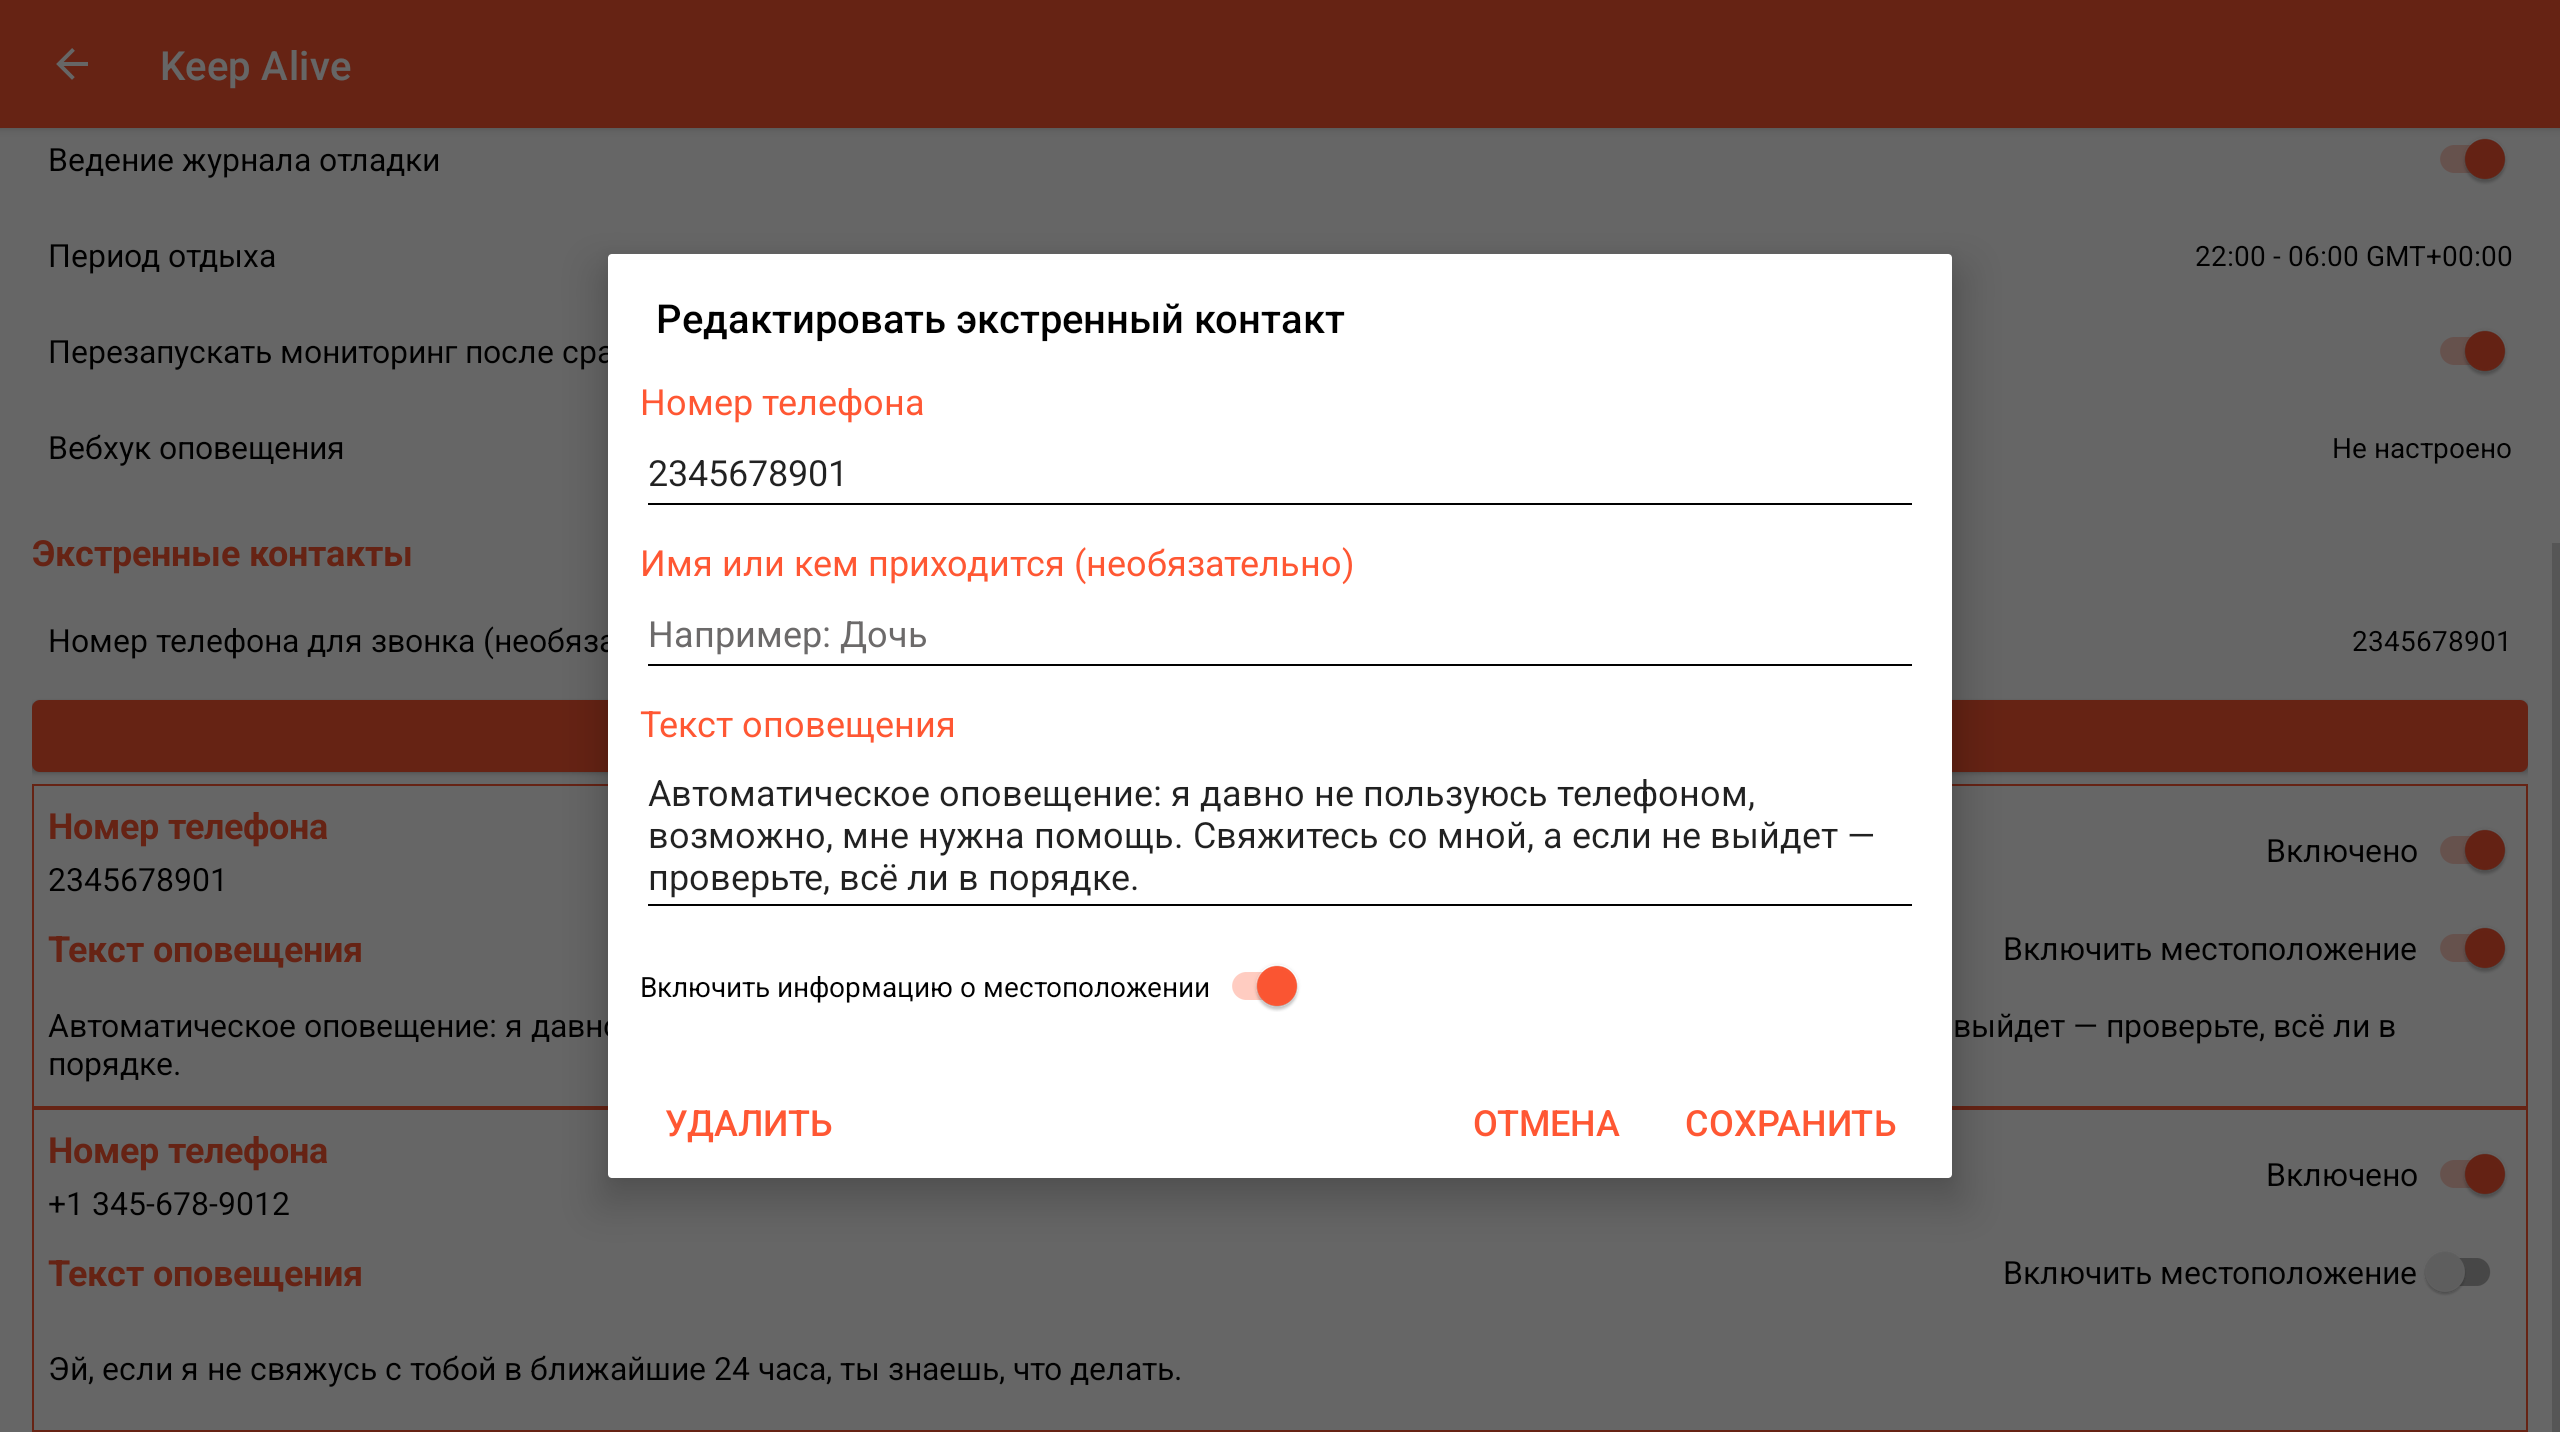 Keep Alive
Ведение журнала отладки
Период отдыха
22:00 - 06:00 GMT+00:00
Перезапускать мониторинг после
Вебхук оповещения
Не настроено
Экстренные контакты
Номер телефона для звонка
2345678901
Номер телефона
2345678901
Включено
Текст оповещения
Включить местоположение
Автоматическое оповещение: я
выйдет — проверьте, всё ли в
порядке.
Номер телефона
+1 345-678-9012
Включено
Текст оповещения
Включить местоположение
Эй, если я не свяжусь с тобой в ближайшие 24 часа, ты знаешь, что делать.
Редактировать экстренный контакт
Номер телефона
2345678901
Имя или кем приходится (необязательно)
Например: Дочь
Текст оповещения
Автоматическое оповещение: я давно не пользуюсь телефоном,
возможно, мне нужна помощь. Свяжитесь со мной, а если не выйдет —
проверьте, всё ли в порядке.
Включить информацию о местоположении
УДАЛИТЬ
ОТМЕНА
СОХРАНИТЬ